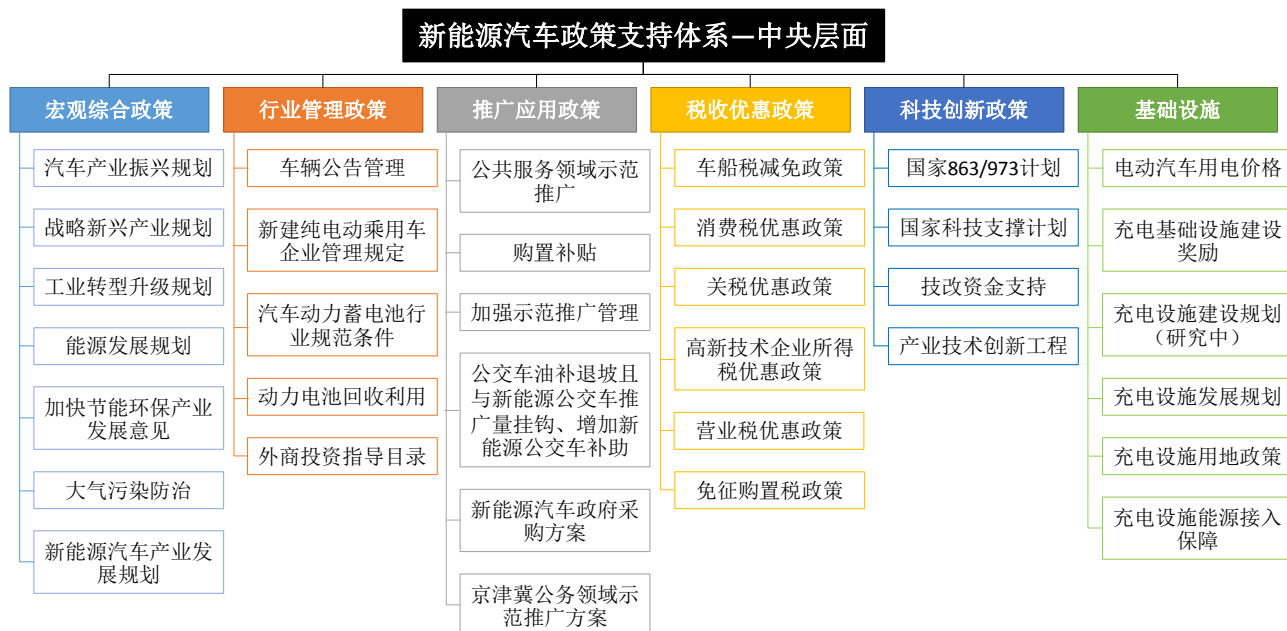 新能源汽车政策支持体系—中央层面
宏观综合政策
汽车产业振兴规划
战略新兴产业规划
工业转型升级规划
能源发展规划
加快节能环保产业
发展意见
大气污染防治
新能源汽车产业发
展规划
行业管理政策
车辆公告管理
新建纯电动乘用车
企业管理规定
汽车动力蓄电池行
业规范条件
动力电池回收利用
外商投资指导目录
推广应用政策
公共服务领域示范
推广
购置补贴
加强示范推广管理
公交车油补退坡且
与新能源公交车推
广量挂钩、增加新
能源公交车补助
新能源汽车政府采
购方案
京津冀公务领域示
范推广方案
税收优惠政策
车船税减免政策
消费税优惠政策
关税优惠政策
高新技术企业所得
税优惠政策
营业税优惠政策
免征购置税政策
科技创新政策
国家863/973计划
国家科技支撑计划
技改资金支持
产业技术创新工程
基础设施
电动汽车用电价格
充电基础设施建设
奖励
充电设施建设规划
（研究中）
充电设施发展规划
充电设施用地政策
充电设施能源接入
保障